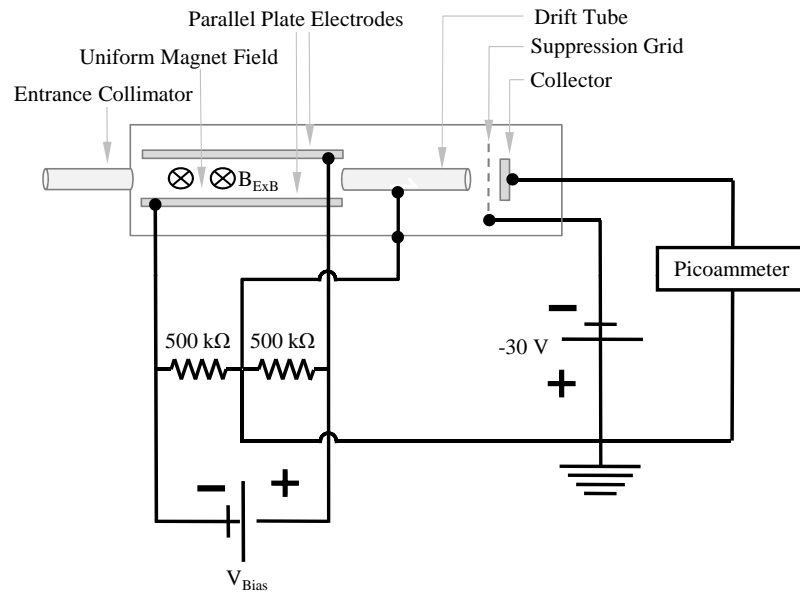 Parallel Plate Electrodes
Drift Tube
Uniform Magnet Field
Suppression Grid
Entrance Collimator
Collector
B_ExB
Picoammeter
500 kΩ 500 kΩ
-30 V
V_Bias